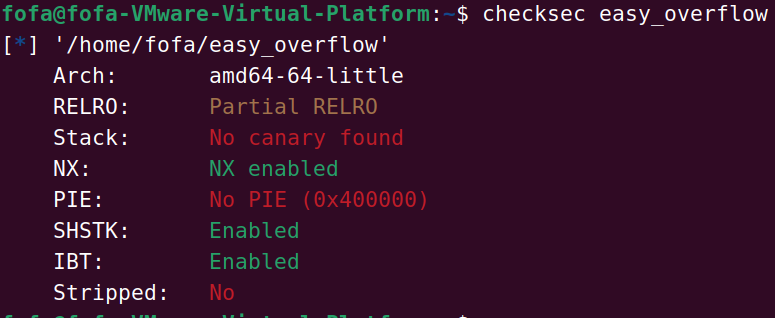 fofa@fofa-VMware-Virtual-Platform:~$ checksec easy_overflow
[*] '/home/fofa/easy_overflow'
    Arch:       amd64-64-little
    RELRO:      Partial RELRO
    Stack:      No canary found
    NX:         NX enabled
    PIE:        No PIE (0x400000)
    SHSTK:      Enabled
    IBT:        Enabled
    Stripped:   No